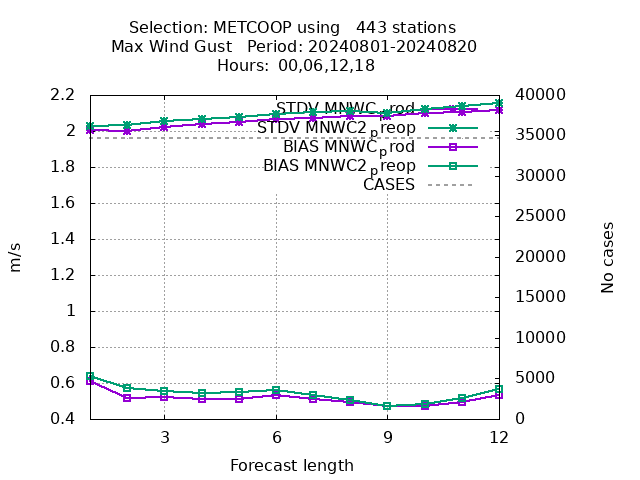 Selection: METCOOP using   443 stations
Max Wind Gust   Period: 20240801-20240820
Hours:  00,06,12,18
2.2
2
1.8
1.6
1.4
1.2
1
0.8
0.6
0.4
40000
35000
30000
25000
20000
15000
10000
5000
0
STDV MNWC_prod
STDV MNWC2_preop
BIAS MNWC_prod
BIAS MNWC2_preop
CASES
m/s
No cases
3
6
9
12
Forecast length